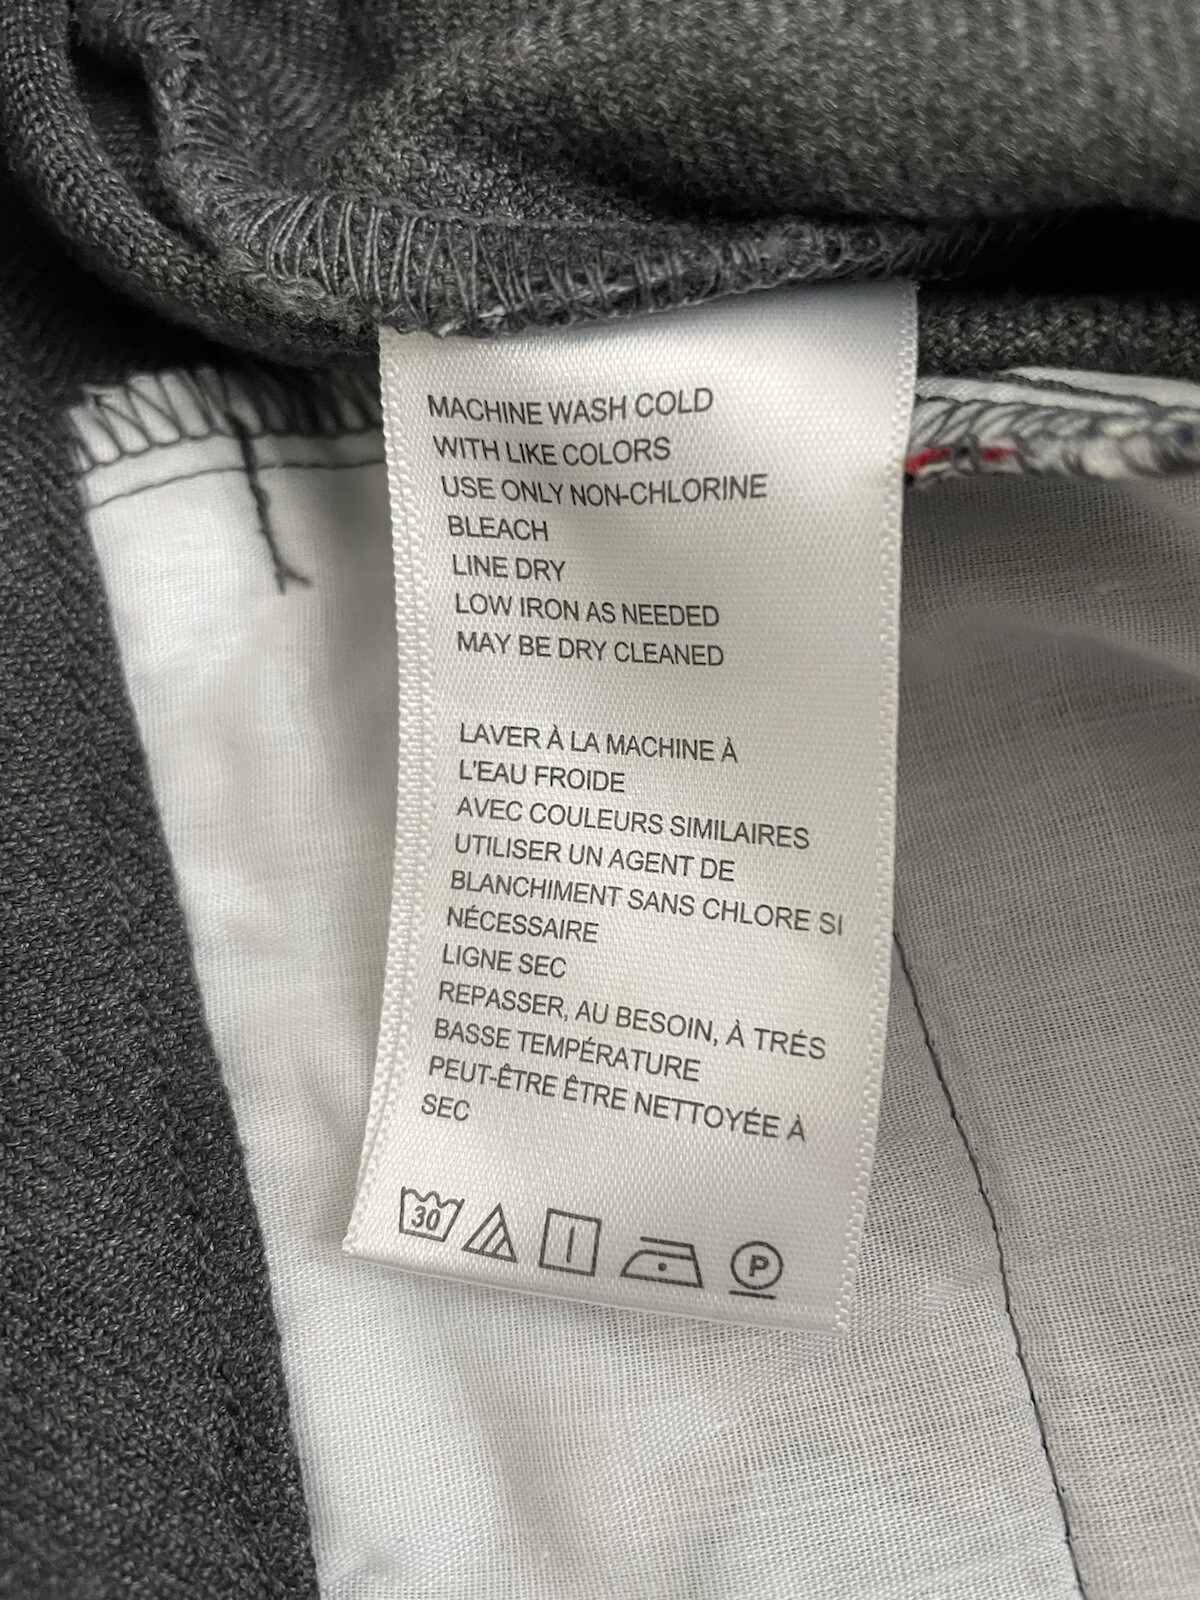 MACHINE WASH COLD
WITH LIKE COLORS
USE ONLY NON-CHLORINE
BLEACH
LINE DRY
LOW IRON AS NEEDED
MAY BE DRY CLEANED
LAVER À LA MACHINE À
L'EAU FROIDE
AVEC COULEURS SIMILAIRES
UTILISER UN AGENT DE
BLANCHIMENT SANS CHLORE SI
NÉCESSAIRE
LIGNE SEC
REPASSER, AU BESOIN, À TRÉS
BASSE TEMPÉRATURE
PEUT-ÊTRE ÊTRE NETTOYÉE À
SEC
30 P